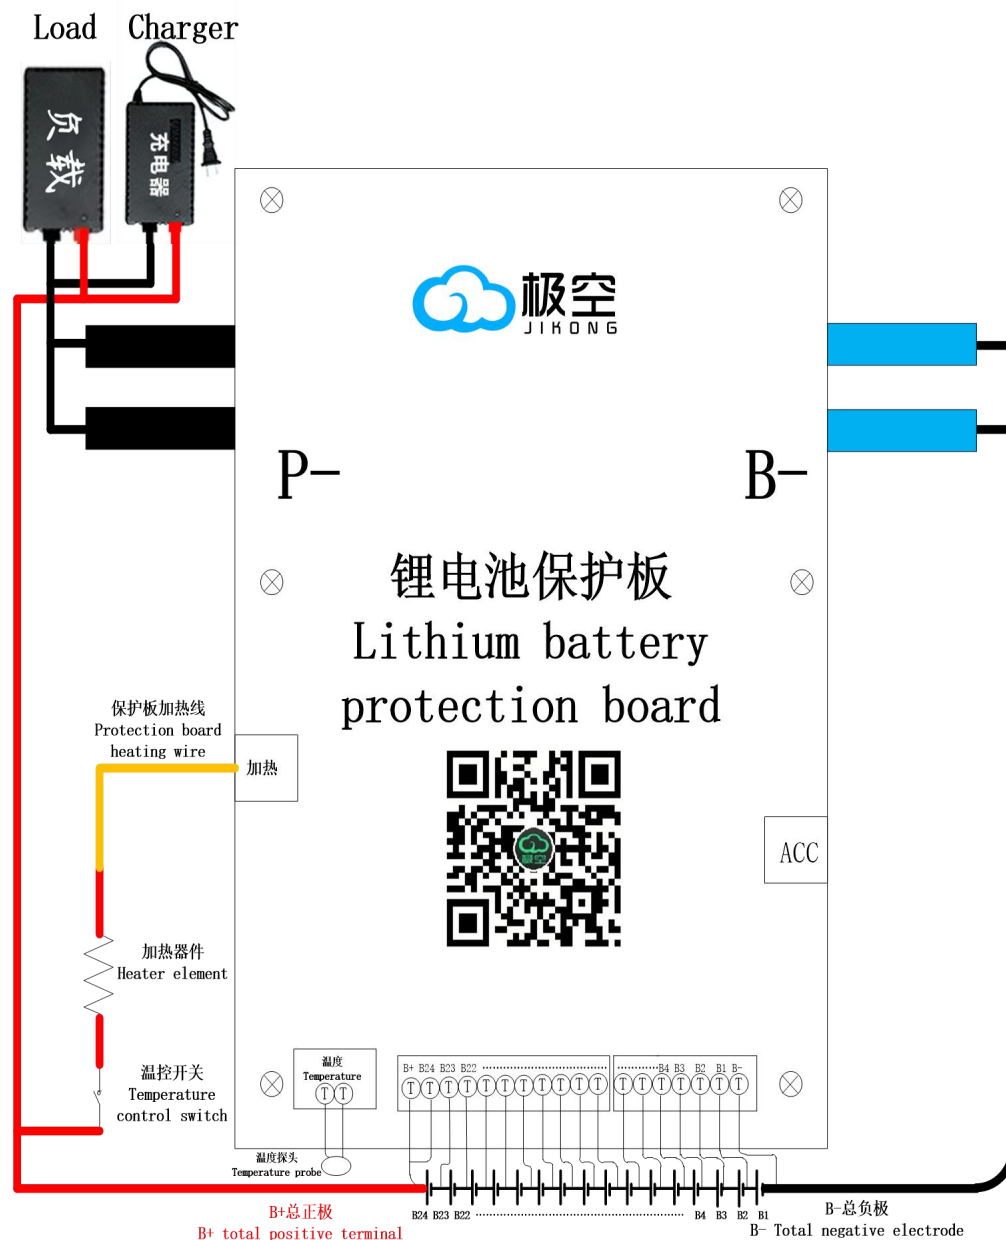 Load Charger
负载
充电器
极空
JIKONG
P-
B-
锂电池保护板
Lithium battery
protection board
保护板加热线
Protection board
heating wire
加热
ACC
极空
加热器件
Heater element
温控开关
Temperature
control switch
温度
Temperature
T T
B+ B24 B23 B22 B4 B3 B2 B1 B-
T T T T T T T T T T T T T T T T T T
温度探头
Temperature probe
B24 B23 B22 B4 B3 B2 B1
B+总正极
B+ total positive terminal
B-总负极
B- Total negative electrode